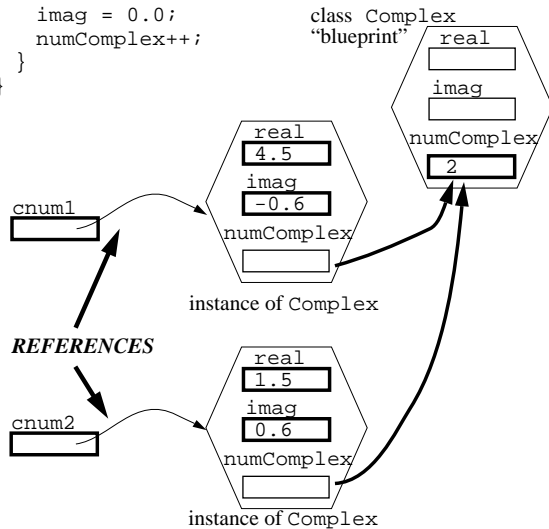 imag = 0.0;
numComplex++;
}
}
class Complex
“blueprint”
real
imag
numComplex
2
real
4.5
imag
-0.6
numComplex
cnum1
instance of Complex
REFERENCES
real
1.5
imag
0.6
numComplex
cnum2
instance of Complex